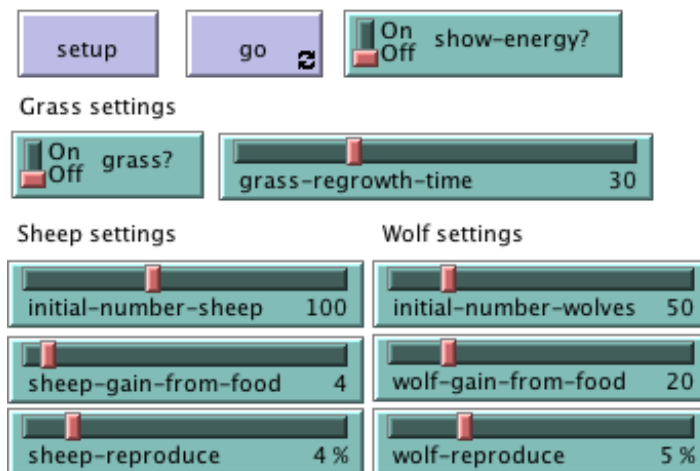 setup
go
On
Off
show-energy?
Grass settings
On
Off
grass?
grass-regrowth-time 30
Sheep settings
Wolf settings
initial-number-sheep 100
initial-number-wolves 50
sheep-gain-from-food 4
wolf-gain-from-food 20
sheep-reproduce 4 %
wolf-reproduce 5 %